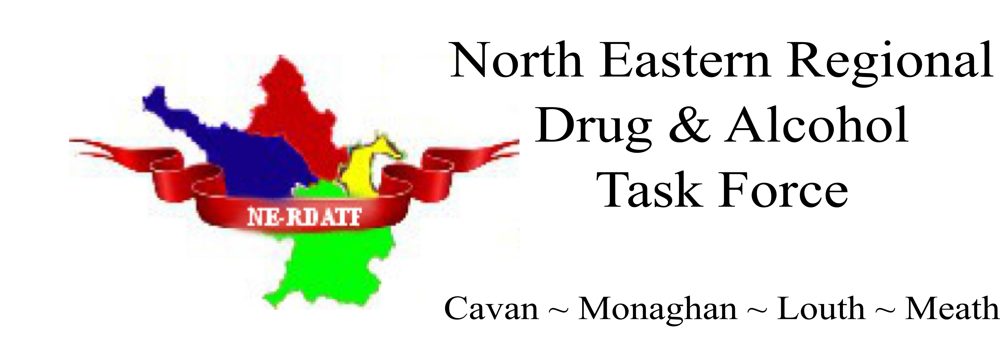 North Eastern Regional
Drug & Alcohol
Task Force
NE-RDATF
Cavan ~ Monaghan ~ Louth ~ Meath